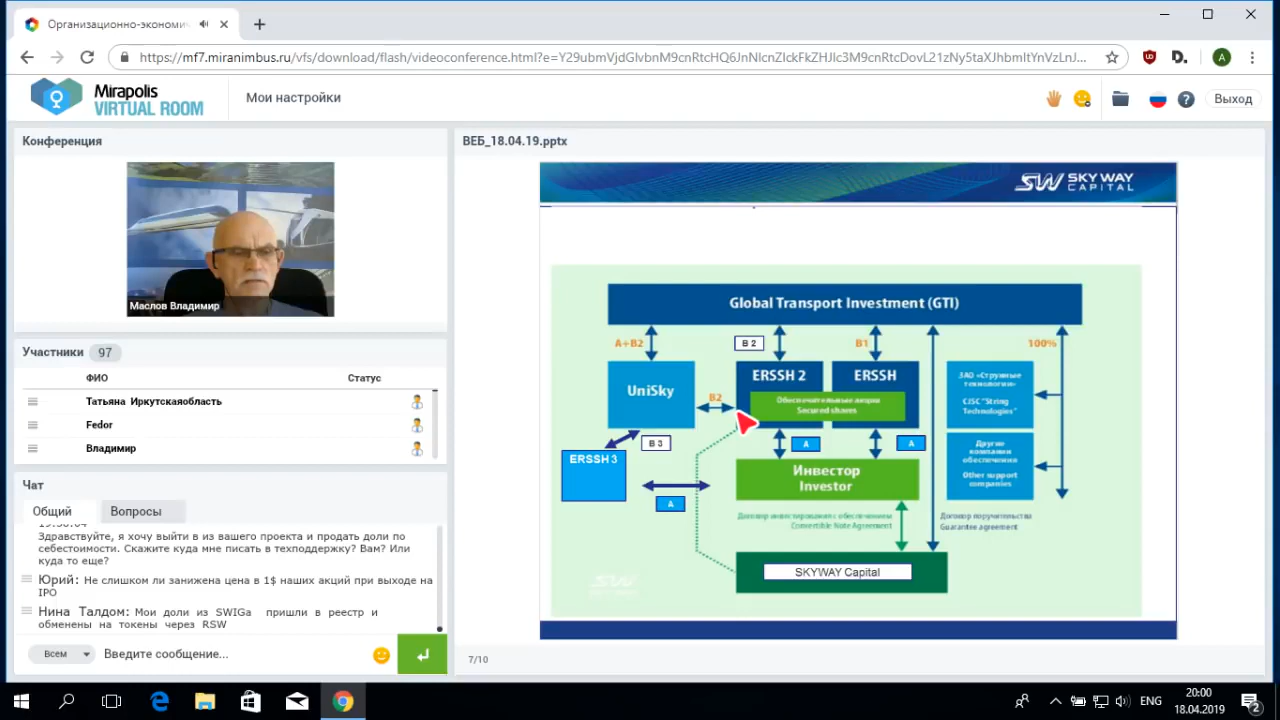 Организационно-экономич
https://mf7.miranimbus.ru/vfs/download/flash/videoconference.html?e=Y29ubmVjdGlvbnM9cnRtcHQ6JnNlcnZlckFkZHJlc3M9cnRtcDovL21zNy5taXJhbmltYnVzLnJ...
Mirapolis
VIRTUAL ROOM
Мои настройки
Выход
Конференция
ВЕБ_18.04.19.pptx
Маслов Владимир
Участники 97
ФИО Статус
Татьяна Иркутскаяобласть
Fedor
Владимир
Чат
Общий Вопросы
Здравствуйте, я хочу выйти в из вашего проекта и продать доли по
себестоимости. Скажите куда мне писать в техподдержку? Вам? Или
куда то еще?
Юрий: Не слишком ли занижена цена в 1$ наших акций при выходе на
IPO
Нина Талдом: Мои доли из SWIGа пришли в реестр и
обменены на токены через RSW
Всем Введите сообщение...
SW SKY WAY
CAPITAL
Global Transport Investment (GTI)
A+B2 B 2 B1 100%
UniSky
B2
ERSSH 2
ERSSH
Обеспечительные акции
Secured shares
ЗАО «Струнные
технологии»
CJSC "String
Technologies"
B 3
A
A
ERSSH 3
A
Инвестор
Investor
Другие
компании
обеспечения
Other support
companies
Договор инвестирования с обеспечением
Convertible Note Agreement
Договор поручительства
Guarantee agreement
SKYWAY Capital
7/10
ENG
20:00
18.04.2019
2